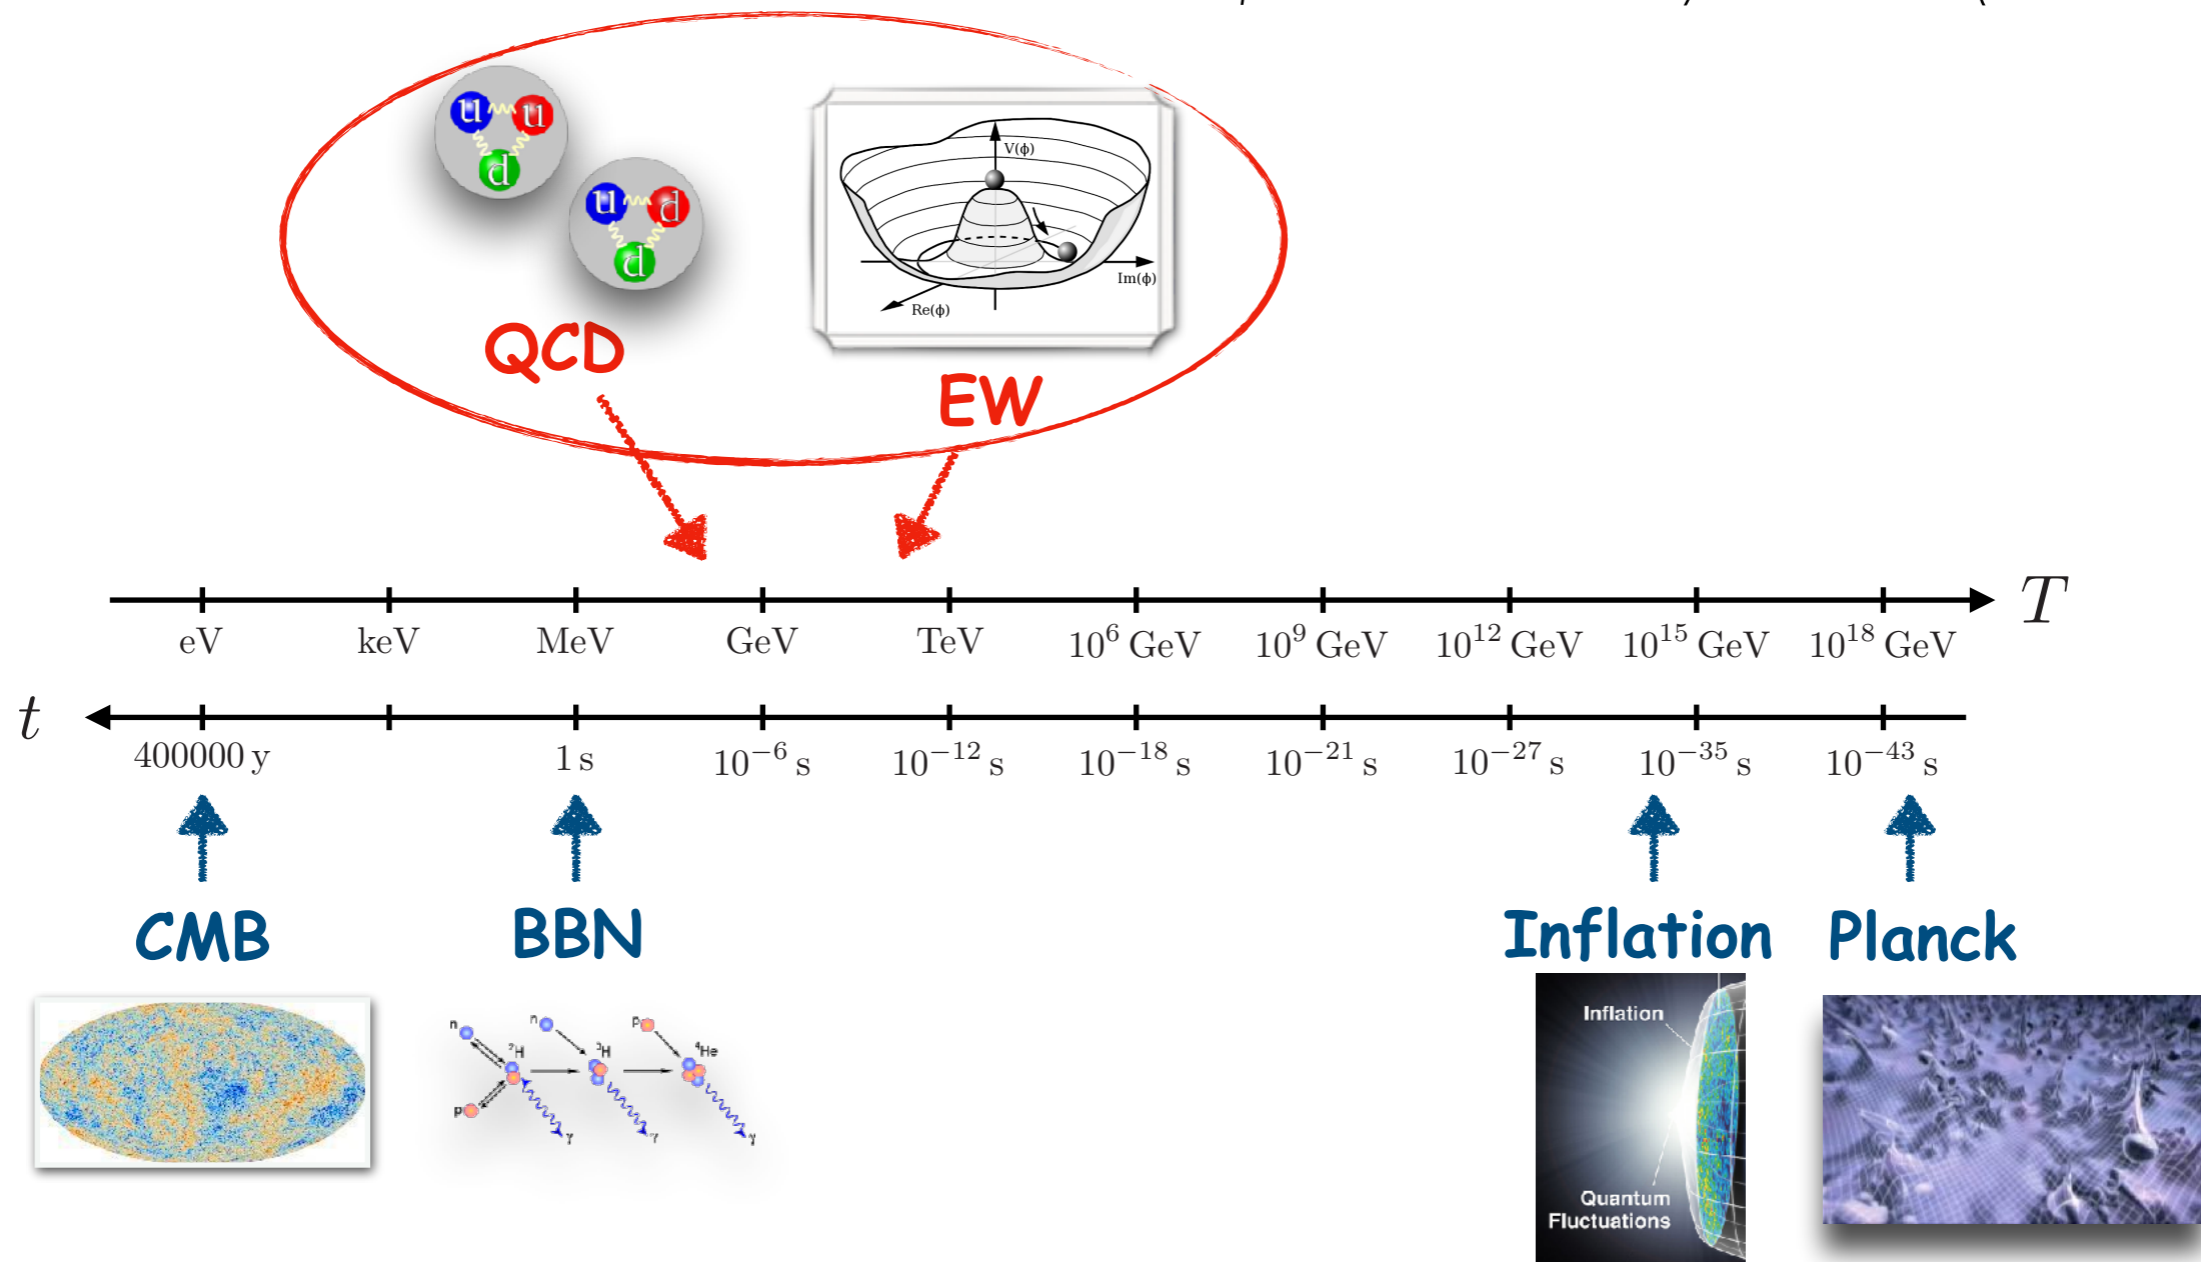 u u
d
u d
d
V(ϕ)
Im(ϕ)
Re(ϕ)
QCD
EW
T
eV keV MeV GeV TeV 10⁶ GeV 10⁹ GeV 10¹² GeV 10¹⁵ GeV 10¹⁸ GeV
t
400000 y 1 s 10⁻⁶ s 10⁻¹² s 10⁻¹⁸ s 10⁻²¹ s 10⁻²⁷ s 10⁻³⁵ s 10⁻⁴³ s
CMB BBN Inflation Planck
n n p
²H ³H ⁴He
p
γ γ γ
Inflation
Quantum
Fluctuations